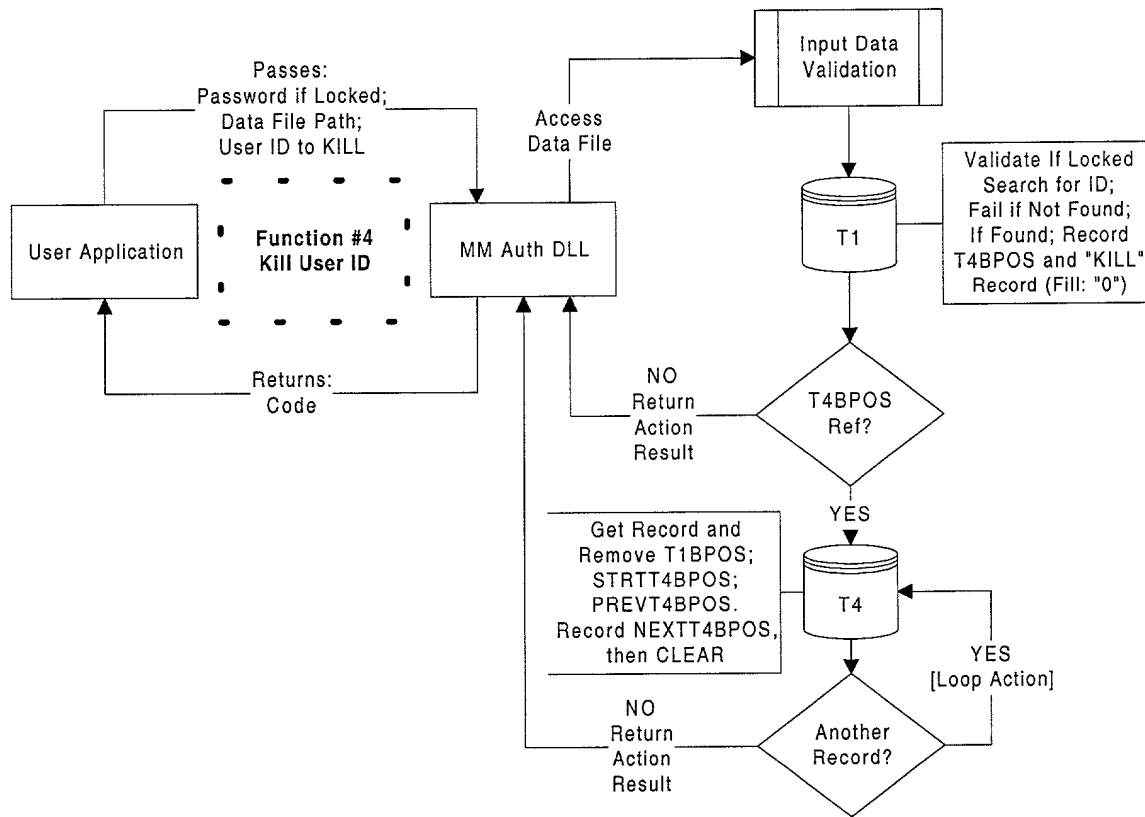 Input Data
Validation
Passes:
Password if Locked;
Data File Path;
User ID to KILL
Access
Data File
Validate If Locked
Search for ID;
Fail if Not Found;
If Found; Record
T4BPOS and "KILL"
Record (Fill: "0")
T1
User Application
Function #4
Kill User ID
MM Auth DLL
Returns:
Code
NO
Return
Action
Result
T4BPOS
Ref?
YES
Get Record and
Remove T1BPOS;
STRTT4BPOS;
PREVT4BPOS.
Record NEXTT4BPOS,
then CLEAR
T4
YES
[Loop Action]
NO
Return
Action
Result
Another
Record?